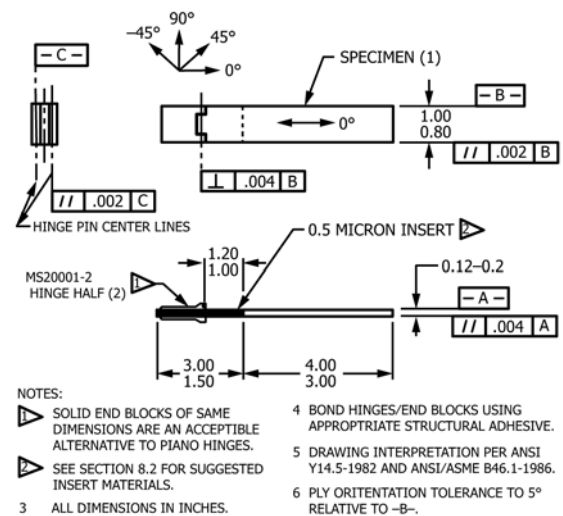 90°
–45°
45°
0°
– C –
SPECIMEN (1)
– B –
0°
1.00
0.80
// .002 B
⊥ .004 B
// .002 C
HINGE PIN CENTER LINES
0.5 MICRON INSERT 2
1.20
1.00
MS20001-2
HINGE HALF (2)
1
0.12–0.2
– A –
// .004 A
3.00
1.50
4.00
3.00
NOTES:
1 SOLID END BLOCKS OF SAME
DIMENSIONS ARE AN ACCEPTIBLE
ALTERNATIVE TO PIANO HINGES.
2 SEE SECTION 8.2 FOR SUGGESTED
INSERT MATERIALS.
3 ALL DIMENSIONS IN INCHES.
4 BOND HINGES/END BLOCKS USING
APPROPTRIATE STRUCTURAL ADHESIVE.
5 DRAWING INTERPRETATION PER ANSI
Y14.5-1982 AND ANSI/ASME B46.1-1986.
6 PLY ORITENTATION TOLERANCE TO 5°
RELATIVE TO –B–.